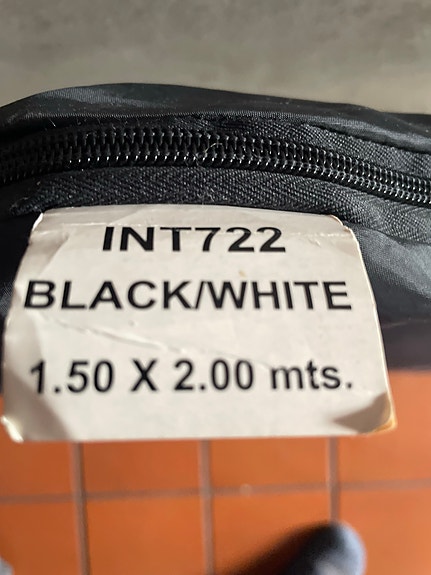 INT722
BLACK/WHITE
1.50 X 2.00 mts.